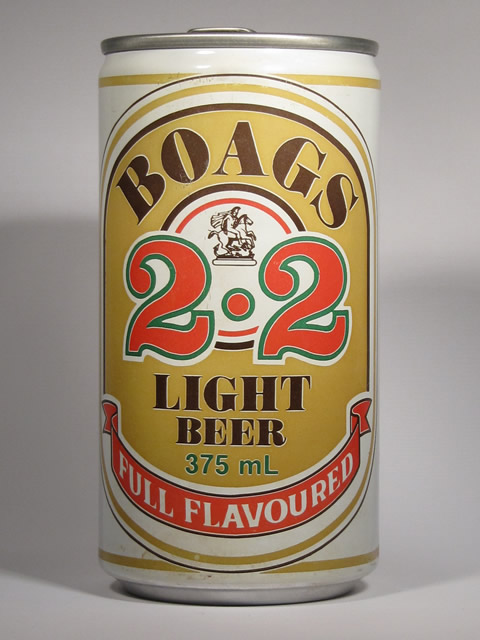 BOAGS
2·2
LIGHT
BEER
375 mL
FULL FLAVOURED